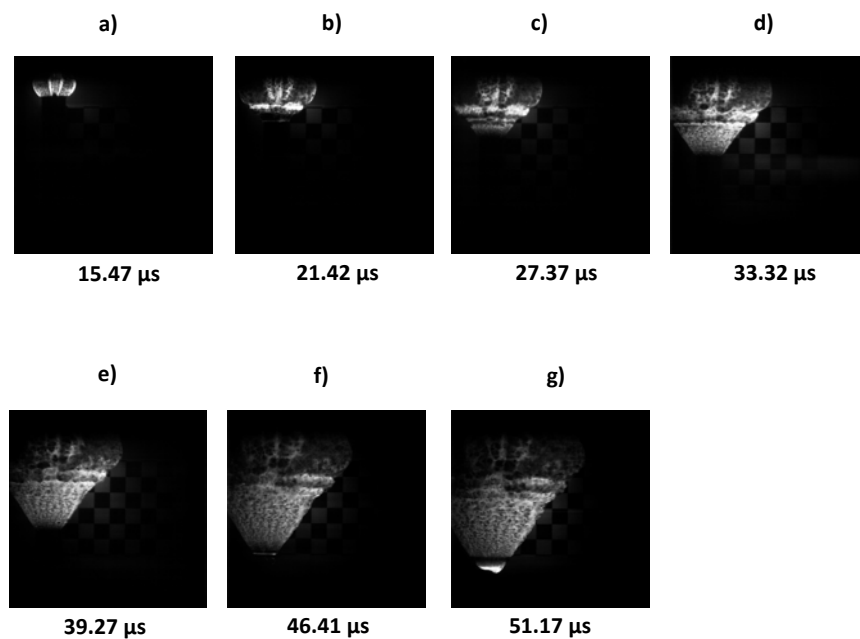 a) b) c) d)
15.47 µs 21.42 µs 27.37 µs 33.32 µs
e) f) g)
39.27 µs 46.41 µs 51.17 µs